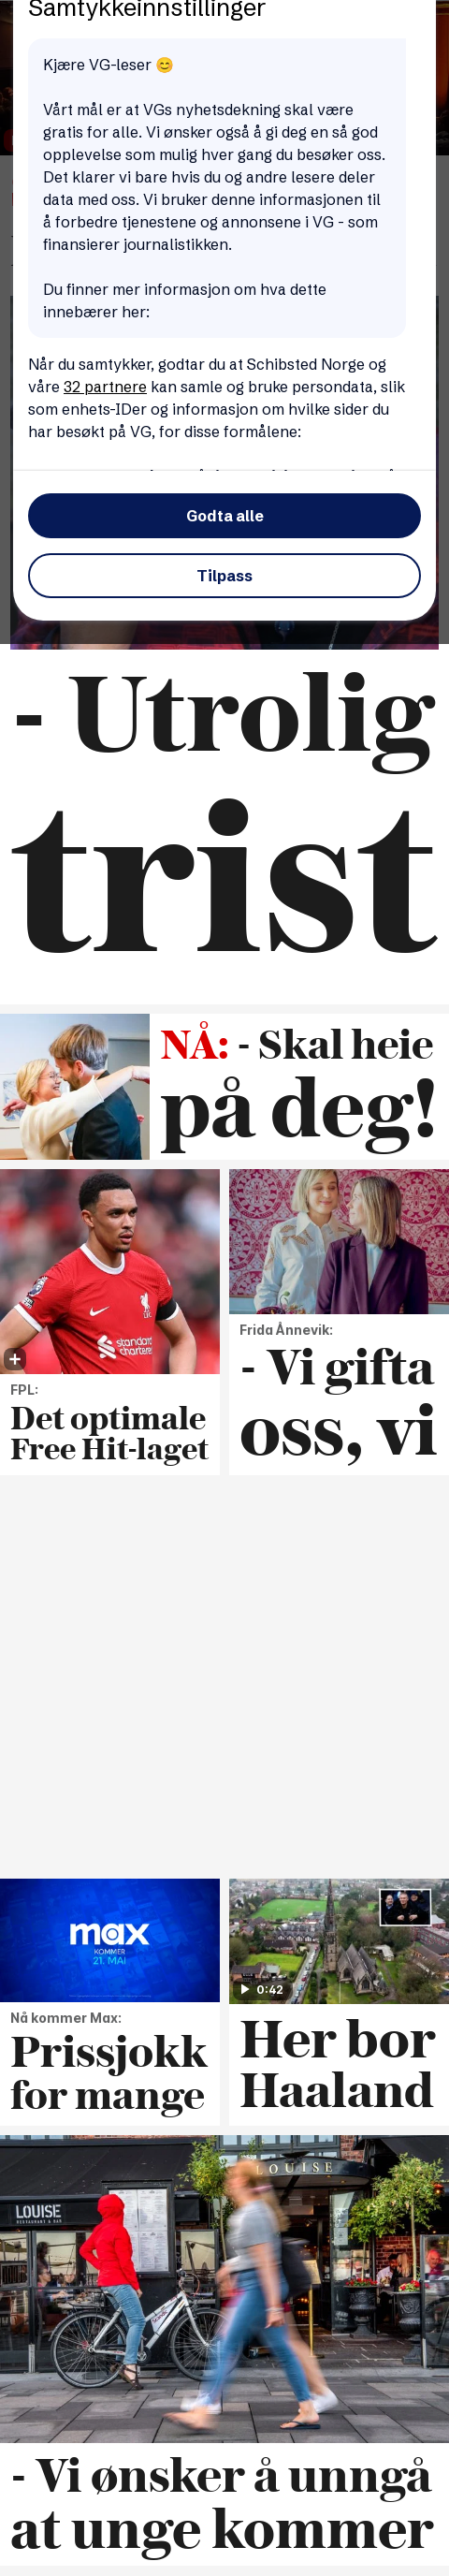 Samtykkeinnstillinger
Kjære VG-leser 😊
Vårt mål er at VGs nyhetsdekning skal være
gratis for alle. Vi ønsker også å gi deg en så god
opplevelse som mulig hver gang du besøker oss.
Det klarer vi bare hvis du og andre lesere deler
data med oss. Vi bruker denne informasjonen til
å forbedre tjenestene og annonsene i VG - som
finansierer journalistikken.
Du finner mer informasjon om hva dette
innebærer her:
Når du samtykker, godtar du at Schibsted Norge og
våre 32 partnere kan samle og bruke persondata, slik
som enhets-IDer og informasjon om hvilke sider du
har besøkt på VG, for disse formålene:
Godta alle
Tilpass
- Utrolig
trist
NÅ: - Skal heie
på deg!
standard
chartered
FPL:
Det optimale
Free Hit-laget
Frida Ånnevik:
- Vi gifta
oss, vi
max
KOMMER
21. MAI
Nå kommer Max:
Prissjokk
for mange
0:42
Her bor
Haaland
LOUISE
LOUISE
RESTAURANT & BAR
- Vi ønsker å unngå
at unge kommer